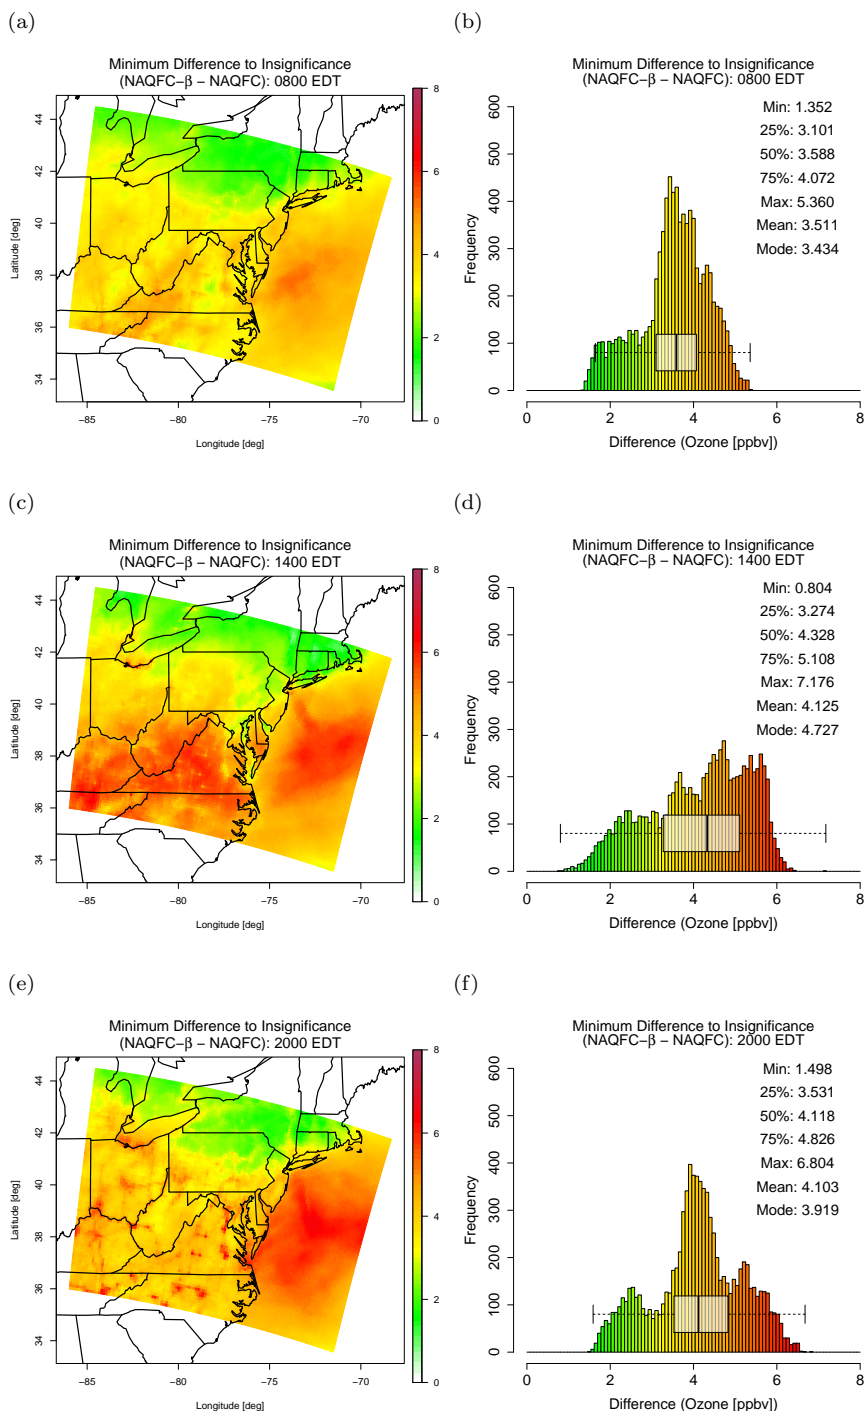 (a)
Minimum Difference to Insignificance
(NAQFC−β − NAQFC): 0800 EDT
Latitude [deg]
44
42
40
38
36
34
−85
−80
−75
−70
Longitude [deg]
8
6
4
2
0
(b)
Minimum Difference to Insignificance
(NAQFC−β − NAQFC): 0800 EDT
Frequency
600
500
400
300
200
100
0
Min: 1.352
25%: 3.101
50%: 3.588
75%: 4.072
Max: 5.360
Mean: 3.511
Mode: 3.434
0
2
4
6
8
Difference (Ozone [ppbv])
(c)
Minimum Difference to Insignificance
(NAQFC−β − NAQFC): 1400 EDT
Latitude [deg]
44
42
40
38
36
34
−85
−80
−75
−70
Longitude [deg]
8
6
4
2
0
(d)
Minimum Difference to Insignificance
(NAQFC−β − NAQFC): 1400 EDT
Frequency
600
500
400
300
200
100
0
Min: 0.804
25%: 3.274
50%: 4.328
75%: 5.108
Max: 7.176
Mean: 4.125
Mode: 4.727
0
2
4
6
8
Difference (Ozone [ppbv])
(e)
Minimum Difference to Insignificance
(NAQFC−β − NAQFC): 2000 EDT
Latitude [deg]
44
42
40
38
36
34
−85
−80
−75
−70
Longitude [deg]
8
6
4
2
0
(f)
Minimum Difference to Insignificance
(NAQFC−β − NAQFC): 2000 EDT
Frequency
600
500
400
300
200
100
0
Min: 1.498
25%: 3.531
50%: 4.118
75%: 4.826
Max: 6.804
Mean: 4.103
Mode: 3.919
0
2
4
6
8
Difference (Ozone [ppbv])